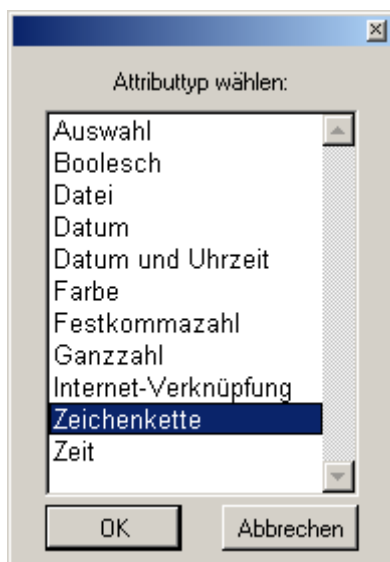 Attributtyp wählen:
Auswahl
Boolesch
Datei
Datum
Datum und Uhrzeit
Farbe
Festkommazahl
Ganzzahl
Internet-Verknüpfung
Zeichenkette
Zeit
OK
Abbrechen